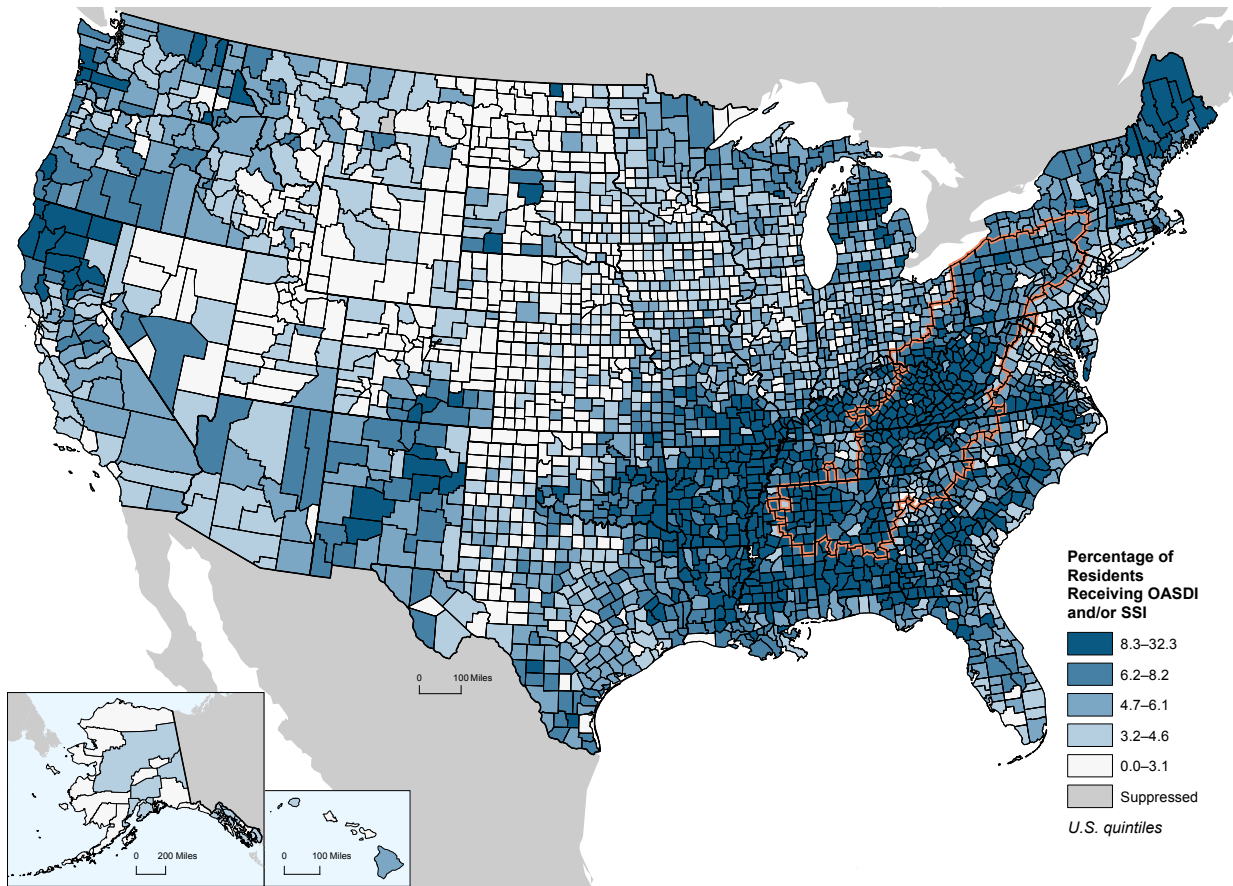 0 100 Miles
Percentage of
Residents
Receiving OASDI
and/or SSI
8.3–32.3
6.2–8.2
4.7–6.1
3.2–4.6
0.0–3.1
Suppressed
U.S. quintiles
0 200 Miles
0 100 Miles